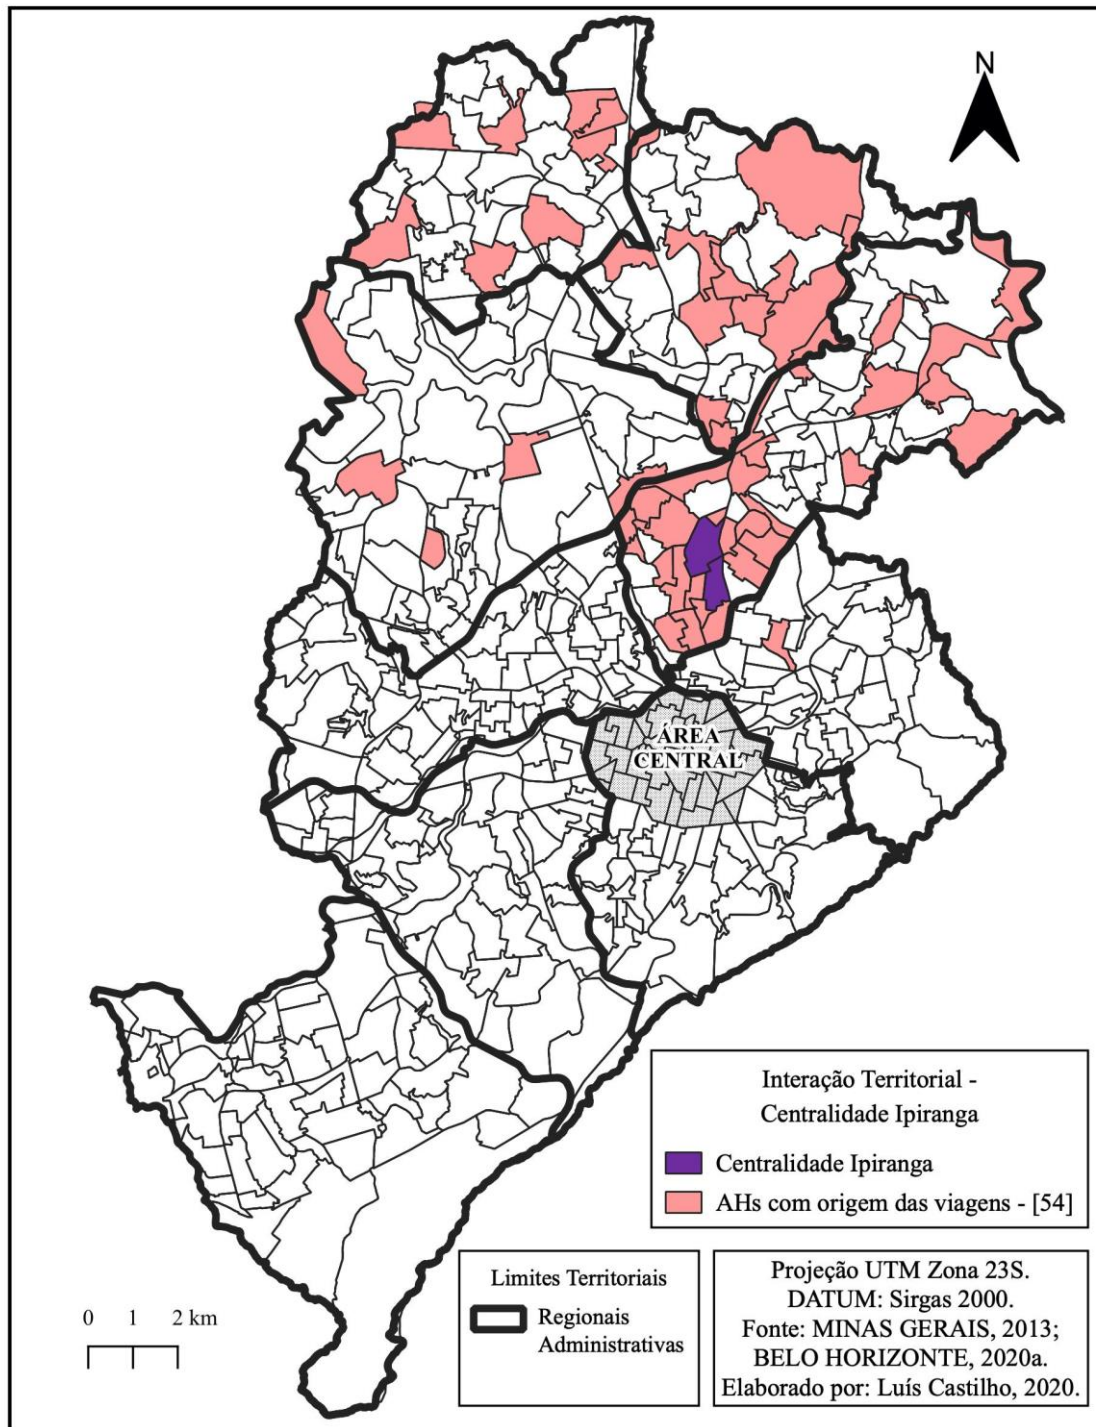 N
ÁREA
CENTRAL
Interação Territorial -
Centralidade Ipiranga
Centralidade Ipiranga
AHs com origem das viagens - [54]
Limites Territoriais
Regionais
Administrativas
Projeção UTM Zona 23S.
DATUM: Sirgas 2000.
Fonte: MINAS GERAIS, 2013;
BELO HORIZONTE, 2020a.
Elaborado por: Luís Castilho, 2020.
0 1 2 km